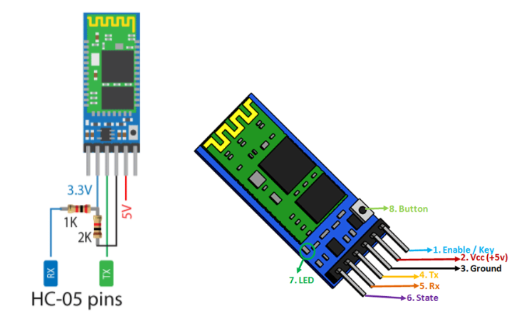 3.3V
5V
1K
2K
RX
TX
HC-05 pins
8. Button
1. Enable / Key
2. Vcc (+5v)
3. Ground
4. Tx
5. Rx
6. State
7. LED